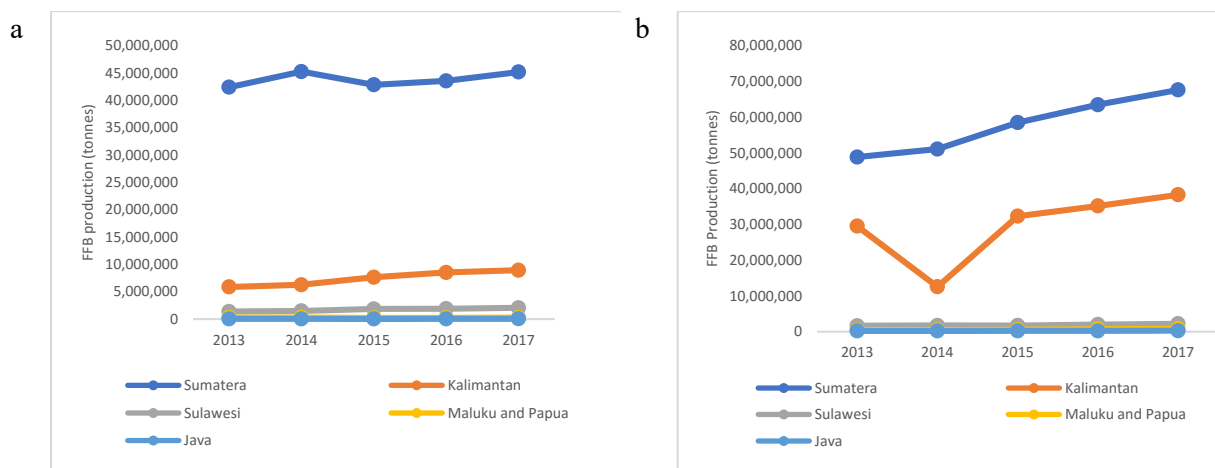 a
50,000,000
45,000,000
40,000,000
35,000,000
30,000,000
25,000,000
20,000,000
15,000,000
10,000,000
5,000,000
0
FFB production (tonnes)
2013 2014 2015 2016 2017
Sumatera Kalimantan
Sulawesi Maluku and Papua
Java
b
80,000,000
70,000,000
60,000,000
50,000,000
40,000,000
30,000,000
20,000,000
10,000,000
0
FFB Production (tonnes)
2013 2014 2015 2016 2017
Sumatera Kalimantan
Sulawesi Maluku and Papua
Java